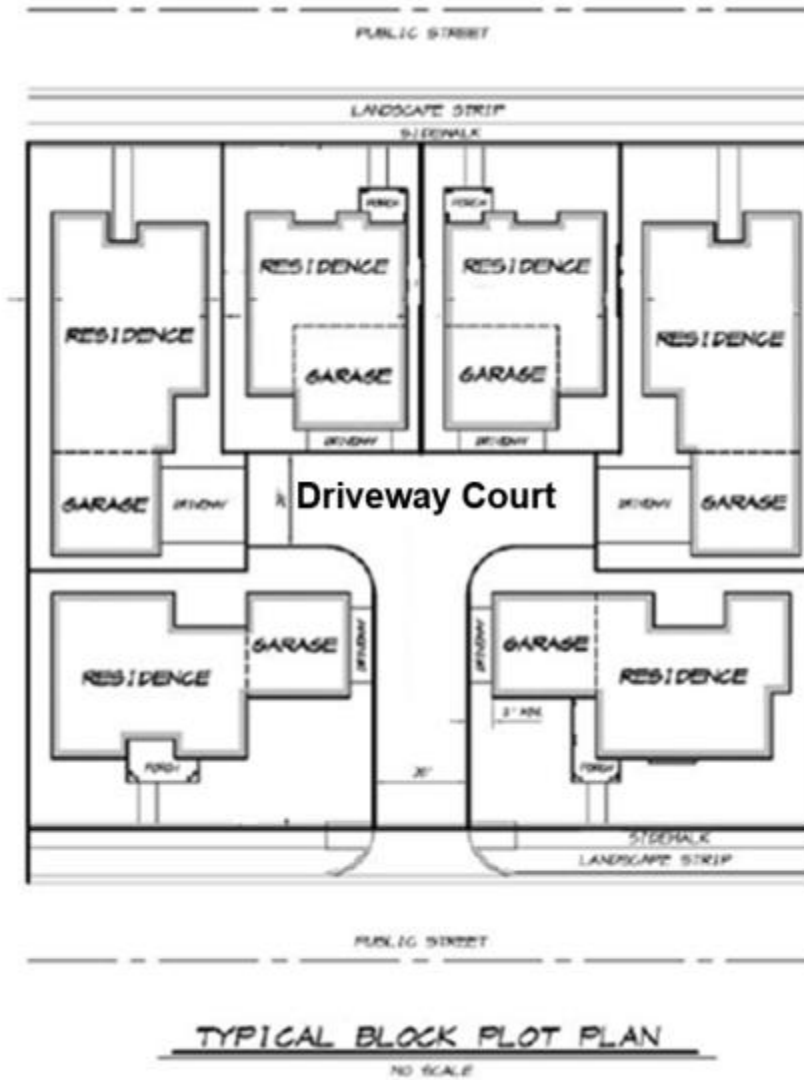 PUBLIC STREET
LANDSCAPE STRIP
SIDEWALK
PORCH
PORCH
RESIDENCE
RESIDENCE
RESIDENCE
RESIDENCE
GARAGE
GARAGE
DRIVEWAY
DRIVEWAY
GARAGE
DRIVEWAY
Driveway Court
DRIVEWAY
GARAGE
GARAGE
DRIVEWAY
DRIVEWAY
GARAGE
RESIDENCE
RESIDENCE
PORCH
PORCH
20'
SIDEWALK
LANDSCAPE STRIP
PUBLIC STREET
TYPICAL BLOCK PLOT PLAN
NO SCALE